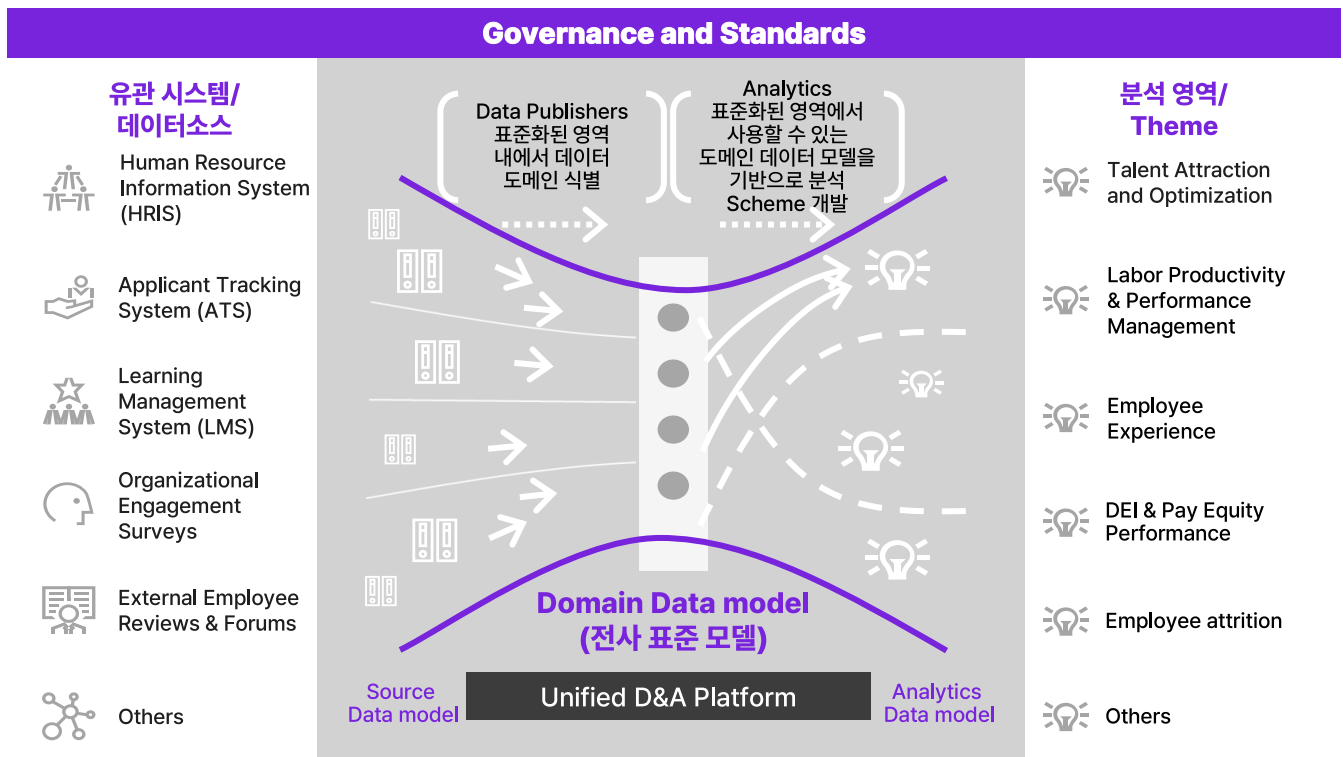 Governance and Standards
유관 시스템/
데이터소스
Human Resource
Information System
(HRIS)
Applicant Tracking
System (ATS)
Learning
Management
System (LMS)
Organizational
Engagement
Surveys
External Employee
Reviews & Forums
Others
Data Publishers
표준화된 영역
내에서 데이터
도메인 식별
Analytics
표준화된 영역에서
사용할 수 있는
도메인 데이터 모델을
기반으로 분석
Scheme 개발
Domain Data model
(전사 표준 모델)
Source
Data model
Unified D&A Platform
Analytics
Data model
분석 영역/
Theme
Talent Attraction
and Optimization
Labor Productivity
& Performance
Management
Employee
Experience
DEI & Pay Equity
Performance
Employee attrition
Others